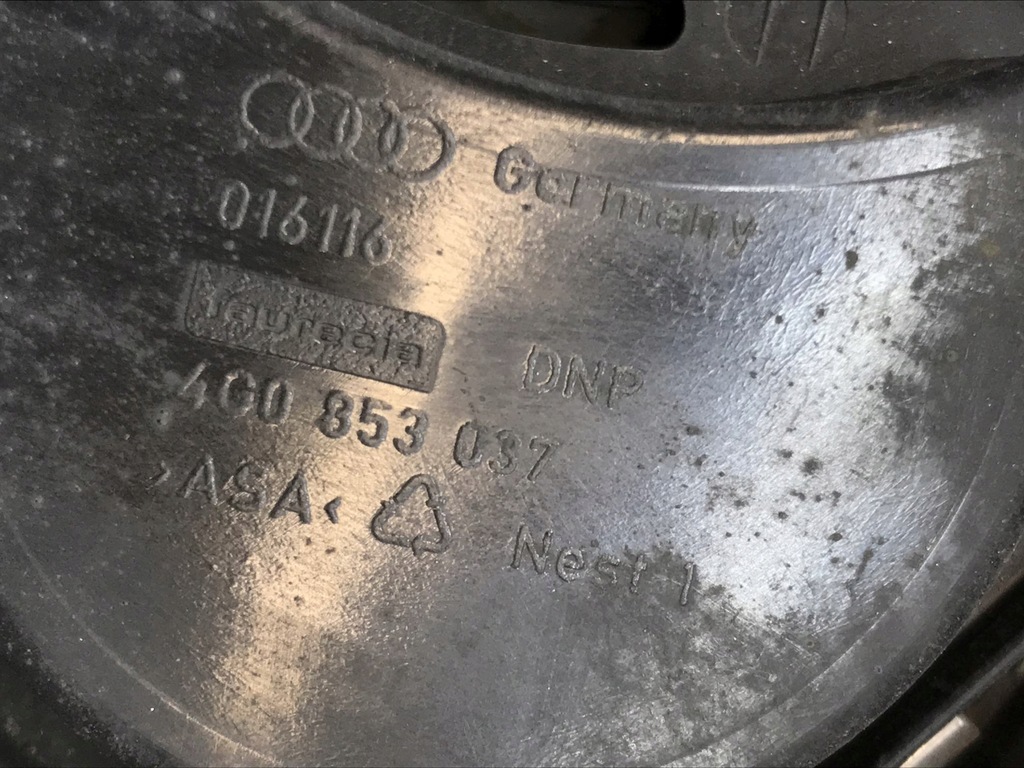 Germany
016116
faurecia
DNP
4G0 853 037
>ASA<
Nest 1